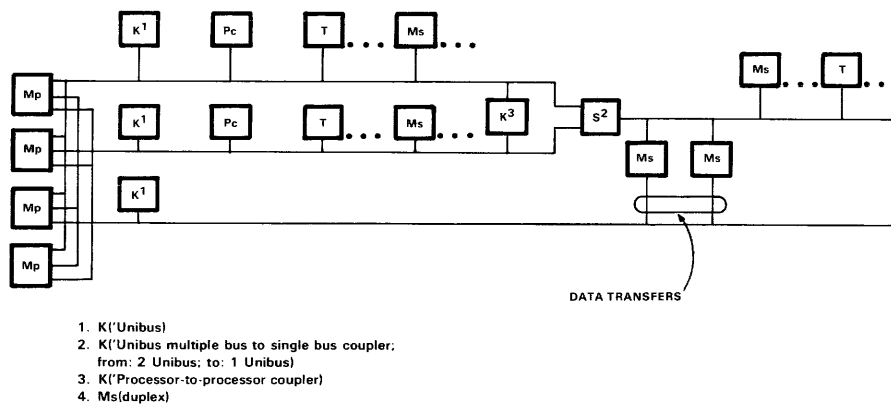 K1 Pc T .... Ms ....
Ms .... T ....
Mp
K1 Pc T .... Ms .... K3 S2
Mp
Ms Ms
K1
Mp
Mp
DATA TRANSFERS
1. K('Unibus)
2. K('Unibus multiple bus to single bus coupler;
from: 2 Unibus; to: 1 Unibus)
3. K('Processor-to-processor coupler)
4. Ms(duplex)